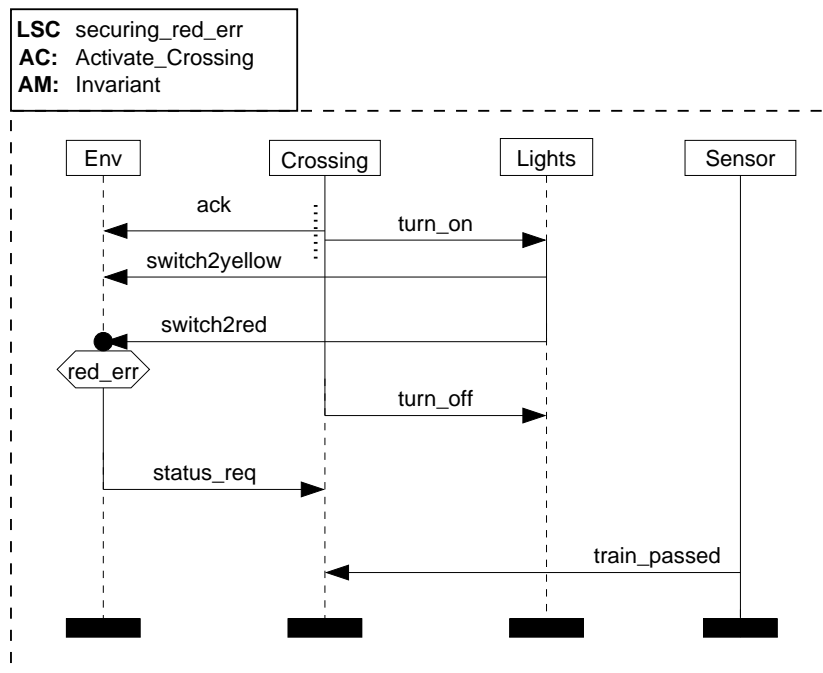 LSC securing_red_err
AC: Activate_Crossing
AM: Invariant
Env Crossing Lights Sensor
ack
turn_on
switch2yellow
switch2red
red_err
turn_off
status_req
train_passed